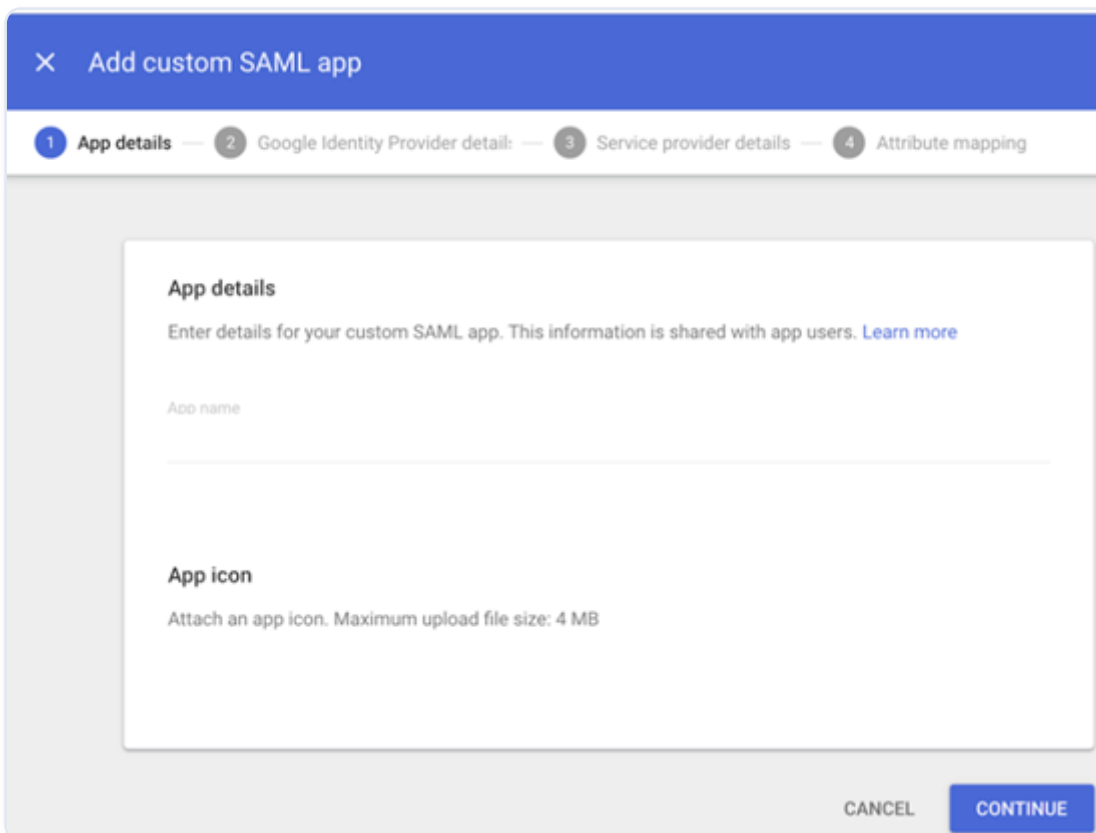 Add custom SAML app
1 App details 2 Google Identity Provider detail: 3 Service provider details 4 Attribute mapping
App details
Enter details for your custom SAML app. This information is shared with app users. Learn more
App name
App icon
Attach an app icon. Maximum upload file size: 4 MB
CANCEL CONTINUE